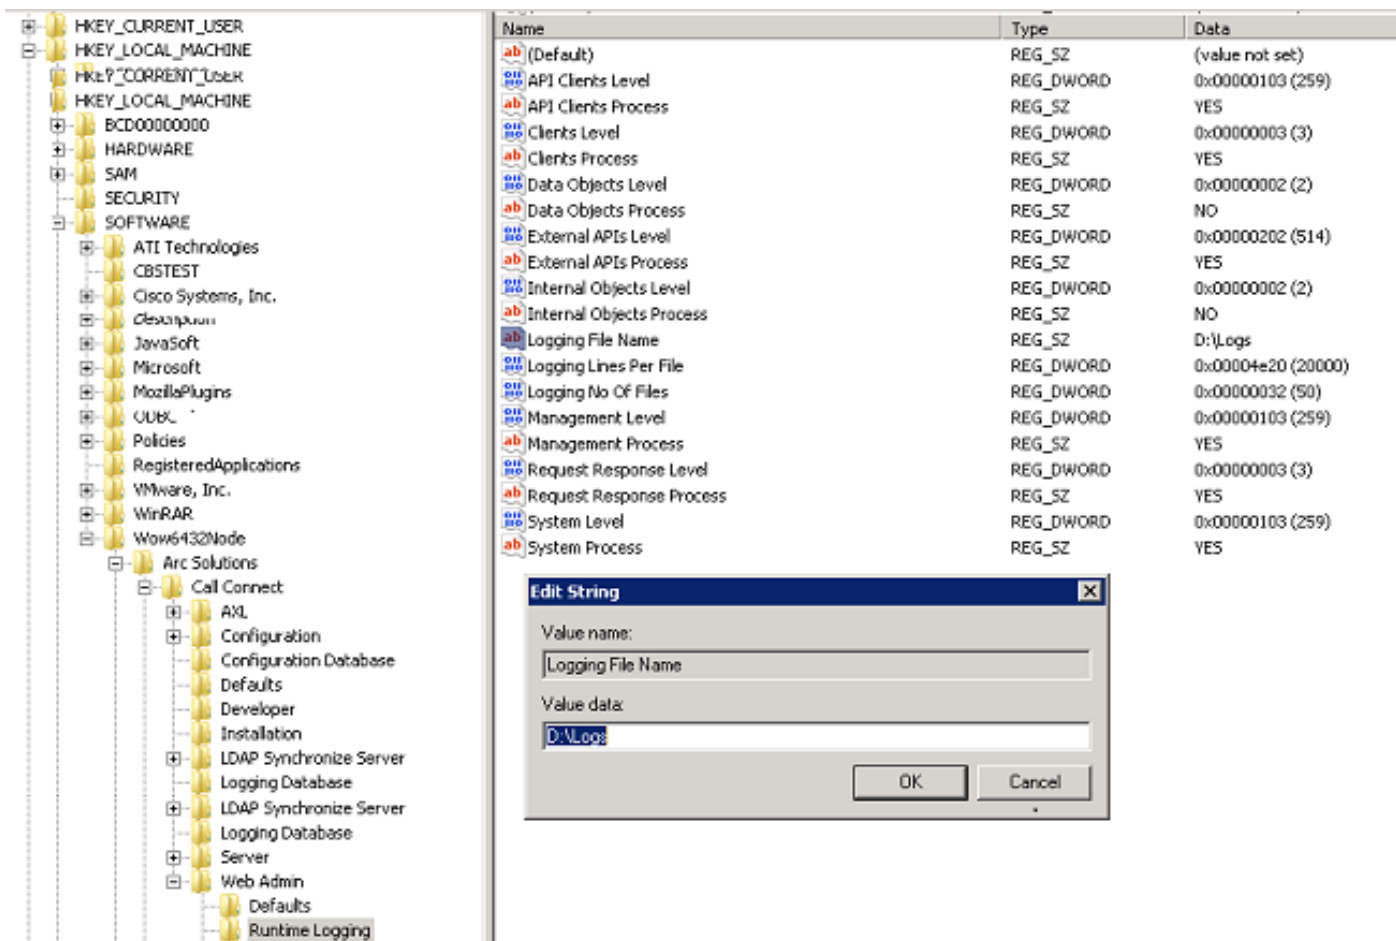 HKEY_CURRENT_USER
HKEY_LOCAL_MACHINE
HKEY_CURRENT_USER
HKEY_LOCAL_MACHINE
BCD00000000
HARDWARE
SAM
SECURITY
SOFTWARE
ATI Technologies
CBSTEST
Cisco Systems, Inc.
Description
JavaSoft
Microsoft
MozillaPlugins
ODBC
Policies
RegisteredApplications
VMware, Inc.
WinRAR
Wow6432Node
Arc Solutions
Call Connect
AXL
Configuration
Configuration Database
Defaults
Developer
Installation
LDAP Synchronize Server
Logging Database
LDAP Synchronize Server
Logging Database
Server
Web Admin
Defaults
Runtime Logging
Name Type Data
(Default) REG_SZ (value not set)
API Clients Level REG_DWORD 0x00000103 (259)
API Clients Process REG_SZ YES
Clients Level REG_DWORD 0x00000003 (3)
Clients Process REG_SZ YES
Data Objects Level REG_DWORD 0x00000002 (2)
Data Objects Process REG_SZ NO
External APIs Level REG_DWORD 0x00000202 (514)
External APIs Process REG_SZ YES
Internal Objects Level REG_DWORD 0x00000002 (2)
Internal Objects Process REG_SZ NO
Logging File Name REG_SZ D:\Logs
Logging Lines Per File REG_DWORD 0x00004e20 (20000)
Logging No Of Files REG_DWORD 0x00000032 (50)
Management Level REG_DWORD 0x00000103 (259)
Management Process REG_SZ YES
Request Response Level REG_DWORD 0x00000003 (3)
Request Response Process REG_SZ YES
System Level REG_DWORD 0x00000103 (259)
System Process REG_SZ YES
Edit String
Value name:
Logging File Name
Value data:
D:\Logs
OK Cancel